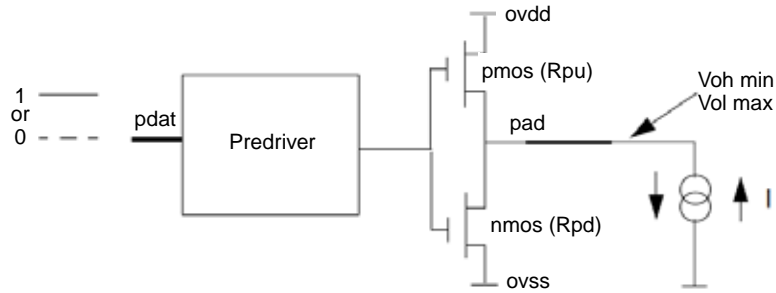 ovdd
pmos (Rpu)
Voh min
Vol max
1
or
0
pdat
Predriver
pad
nmos (Rpd)
I
ovss